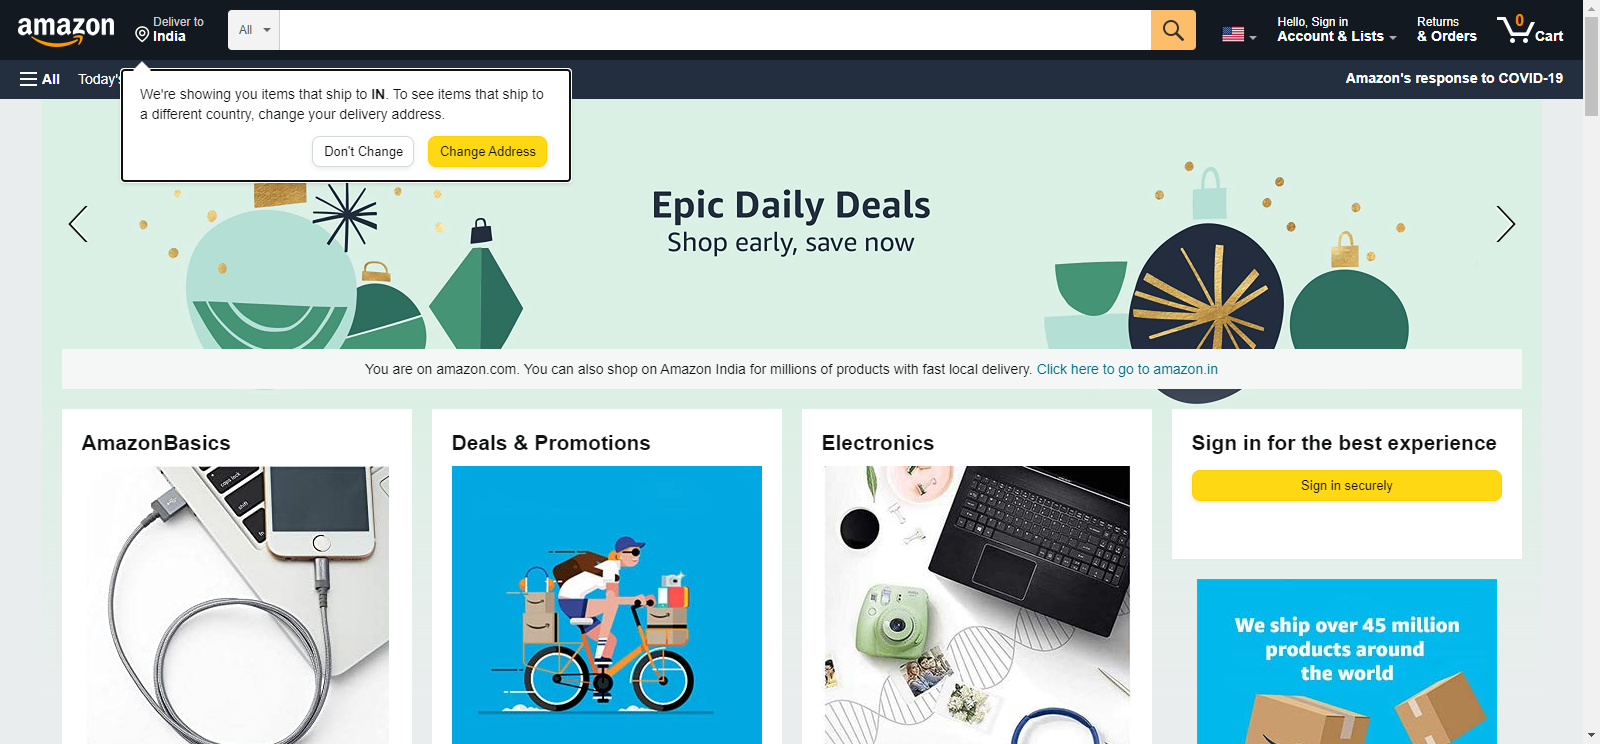 amazon
Deliver to
India
All
Hello, Sign in
Account & Lists
Returns
& Orders
0
Cart
All
Today's
Amazon's response to COVID-19
We're showing you items that ship to IN. To see items that ship to
a different country, change your delivery address.
Don't Change
Change Address
Epic Daily Deals
Shop early, save now
You are on amazon.com. You can also shop on Amazon India for millions of products with fast local delivery. Click here to go to amazon.in
AmazonBasics
Deals & Promotions
Electronics
Sign in for the best experience
Sign in securely
caps lock
shift
We ship over 45 million
products around
the world